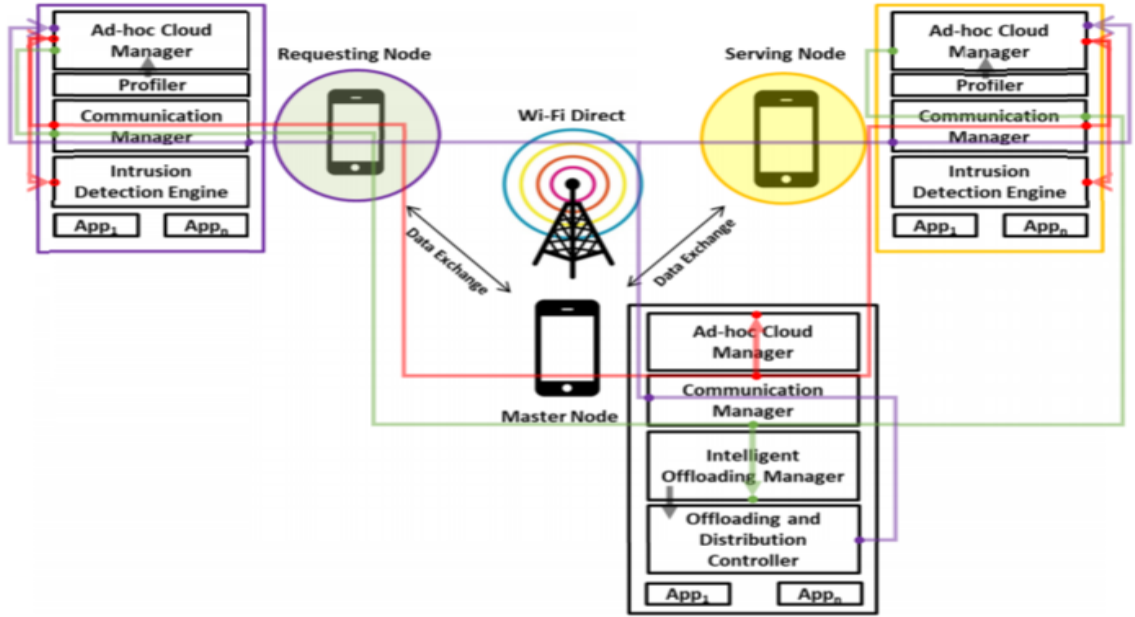 Ad-hoc Cloud
Manager
Profiler
Communication
Manager
Intrusion
Detection Engine
App1
Appn
Requesting Node
Wi-Fi Direct
Serving Node
Ad-hoc Cloud
Manager
Profiler
Communication
Manager
Intrusion
Detection Engine
App1
Appn
Data Exchange
Data Exchange
Master Node
Ad-hoc Cloud
Manager
Communication
Manager
Intelligent
Offloading Manager
Offloading and
Distribution
Controller
App1
Appn